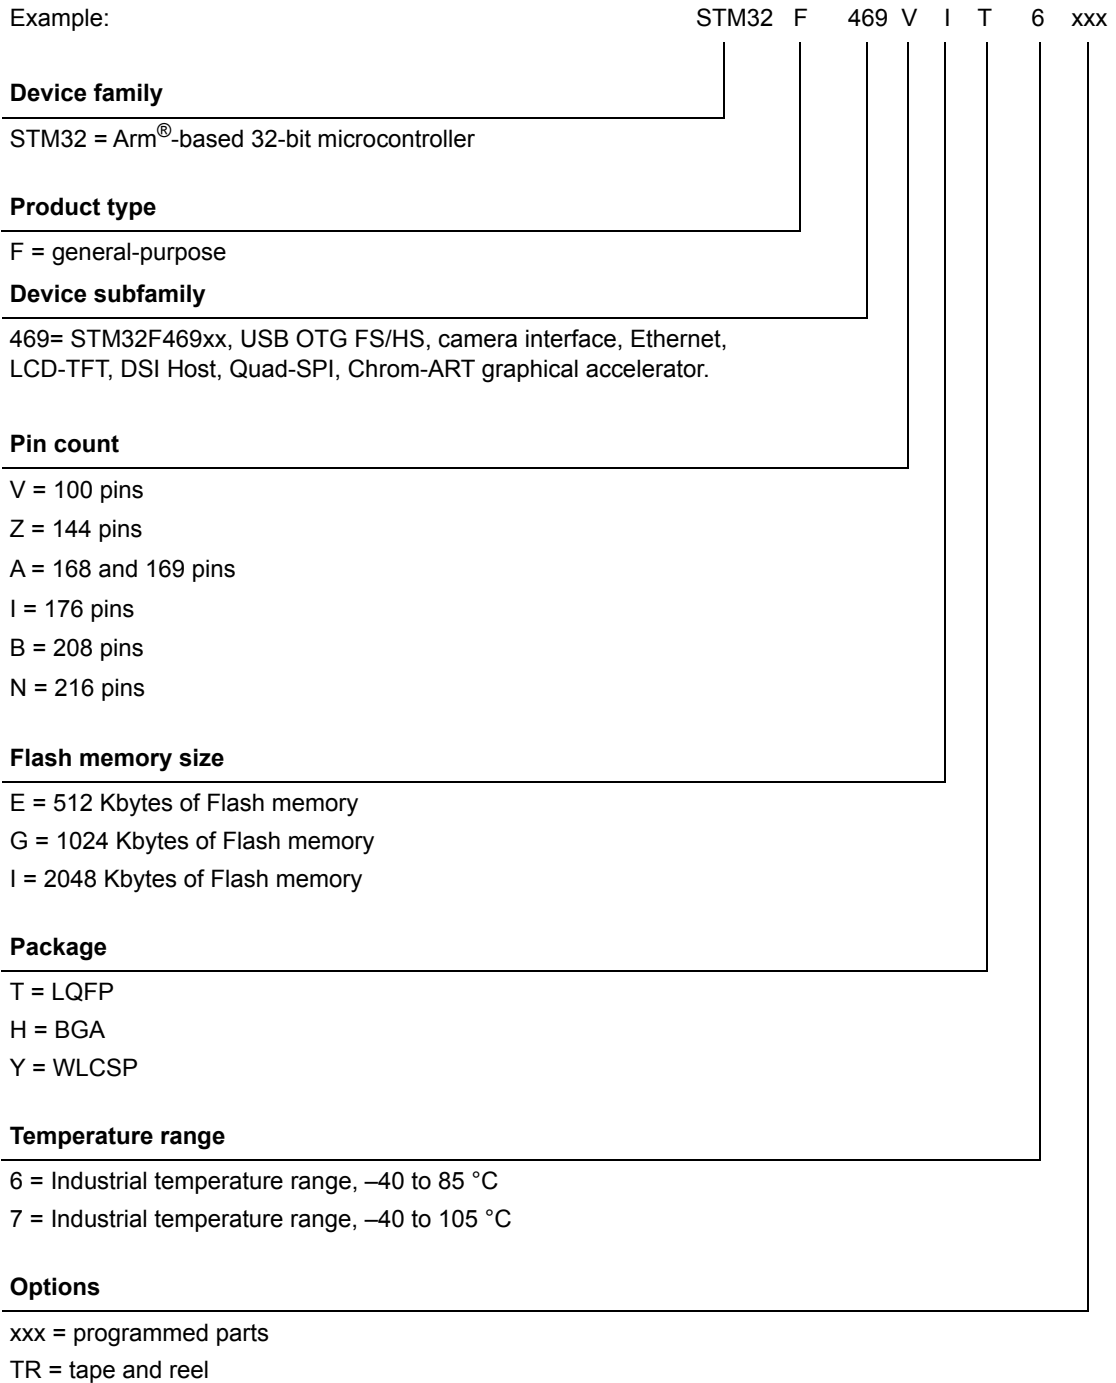 Example: STM32 F 469 V I T 6 xxx
Device family
STM32 = Arm®-based 32-bit microcontroller
Product type
F = general-purpose
Device subfamily
469= STM32F469xx, USB OTG FS/HS, camera interface, Ethernet,
LCD-TFT, DSI Host, Quad-SPI, Chrom-ART graphical accelerator.
Pin count
V = 100 pins
Z = 144 pins
A = 168 and 169 pins
I = 176 pins
B = 208 pins
N = 216 pins
Flash memory size
E = 512 Kbytes of Flash memory
G = 1024 Kbytes of Flash memory
I = 2048 Kbytes of Flash memory
Package
T = LQFP
H = BGA
Y = WLCSP
Temperature range
6 = Industrial temperature range, –40 to 85 °C
7 = Industrial temperature range, –40 to 105 °C
Options
xxx = programmed parts
TR = tape and reel